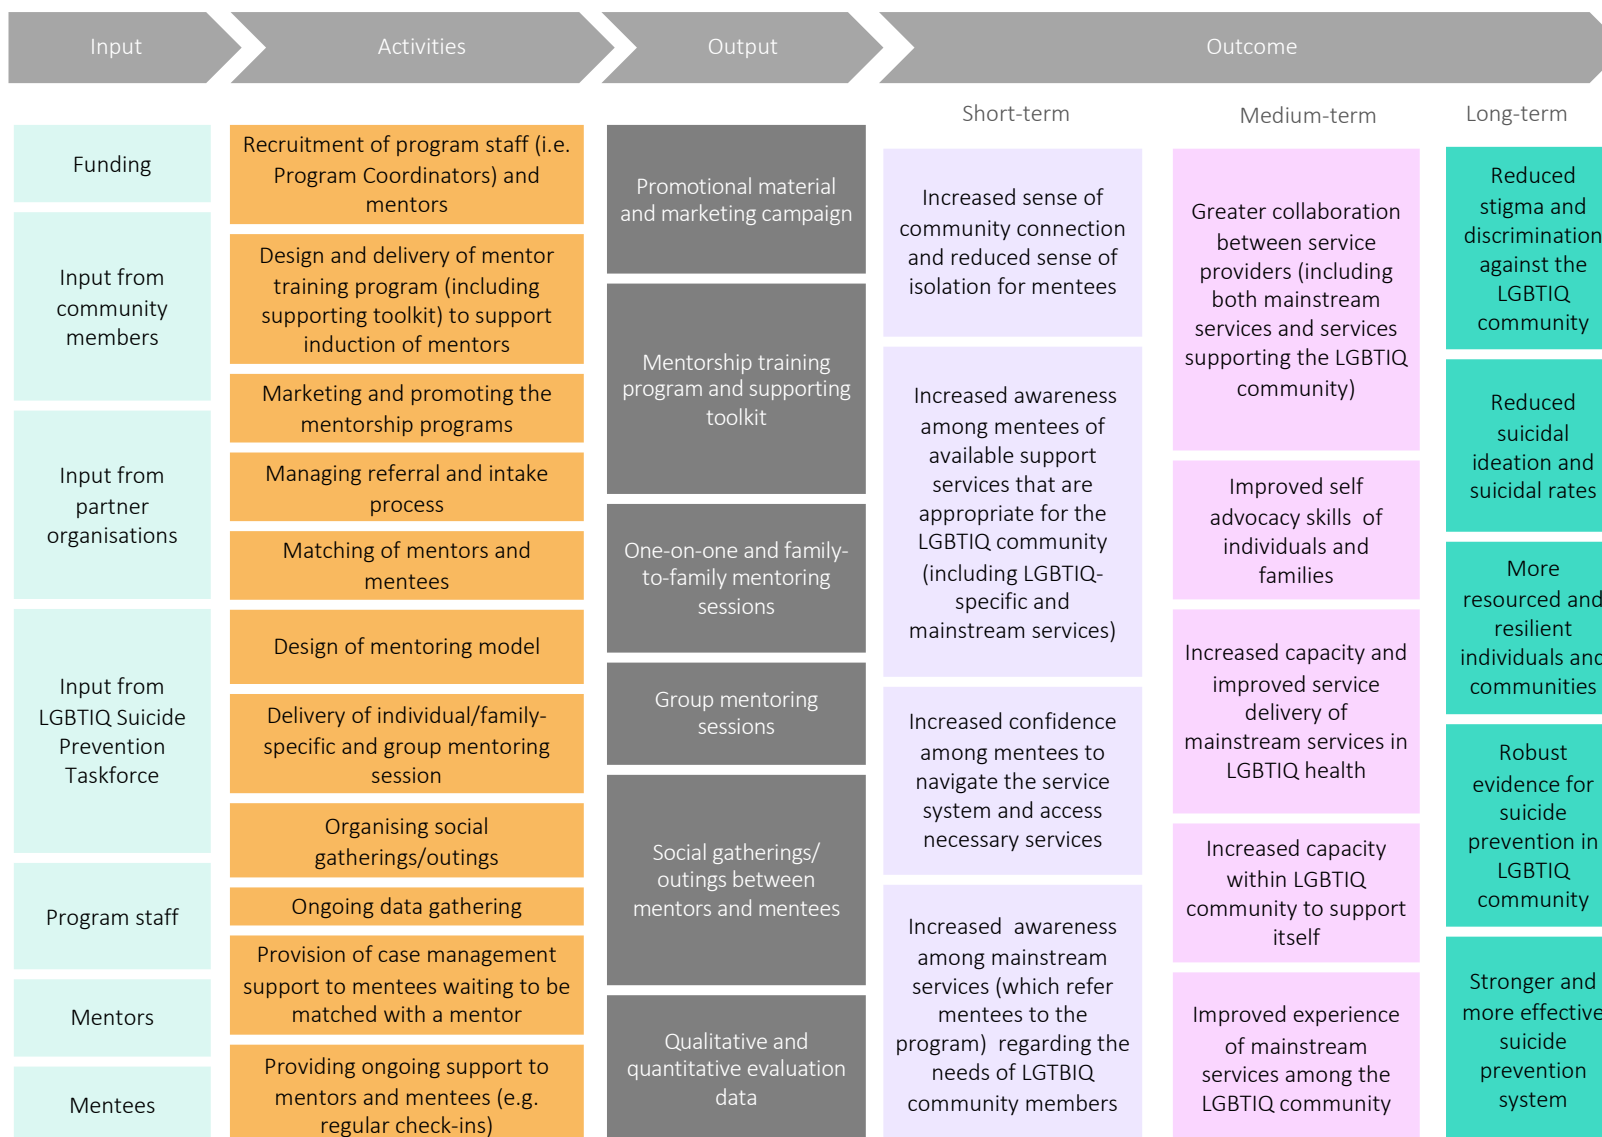 Input
Activities
Output
Outcome
Short-term
Medium-term
Long-term
Funding
Input from
community
members
Input from
partner
organisations
Input from
LGBTIQ Suicide
Prevention
Taskforce
Program staff
Mentors
Mentees
Recruitment of program staff (i.e.
Program Coordinators) and
mentors
Design and delivery of mentor
training program (including
supporting toolkit) to support
induction of mentors
Marketing and promoting the
mentorship programs
Managing referral and intake
process
Matching of mentors and
mentees
Design of mentoring model
Delivery of individual/family-
specific and group mentoring
session
Organising social
gatherings/outings
Ongoing data gathering
Provision of case management
support to mentees waiting to be
matched with a mentor
Providing ongoing support to
mentors and mentees (e.g.
regular check-ins)
Promotional material
and marketing campaign
Mentorship training
program and supporting
toolkit
One-on-one and family-
to-family mentoring
sessions
Group mentoring
sessions
Social gatherings/
outings between
mentors and mentees
Qualitative and
quantitative evaluation
data
Increased sense of
community connection
and reduced sense of
isolation for mentees
Increased awareness
among mentees of
available support
services that are
appropriate for the
LGBTIQ community
(including LGBTIQ-
specific and
mainstream services)
Increased confidence
among mentees to
navigate the service
system and access
necessary services
Increased  awareness
among mainstream
services (which refer
mentees to the
program)  regarding the
needs of LGTBIQ
community members
Greater collaboration
between service
providers (including
both mainstream
services and services
supporting the LGBTIQ
community)
Improved self
advocacy skills  of
individuals and
families
Increased capacity and
improved service
delivery of
mainstream services in
LGBTIQ health
Increased capacity
within LGBTIQ
community to support
itself
Improved experience
of mainstream
services among the
LGBTIQ community
Reduced
stigma and
discrimination
against the
LGBTIQ
community
Reduced
suicidal
ideation and
suicidal rates
More
resourced and
resilient
individuals and
communities
Robust
evidence for
suicide
prevention in
LGBTIQ
community
Stronger and
more effective
suicide
prevention
system